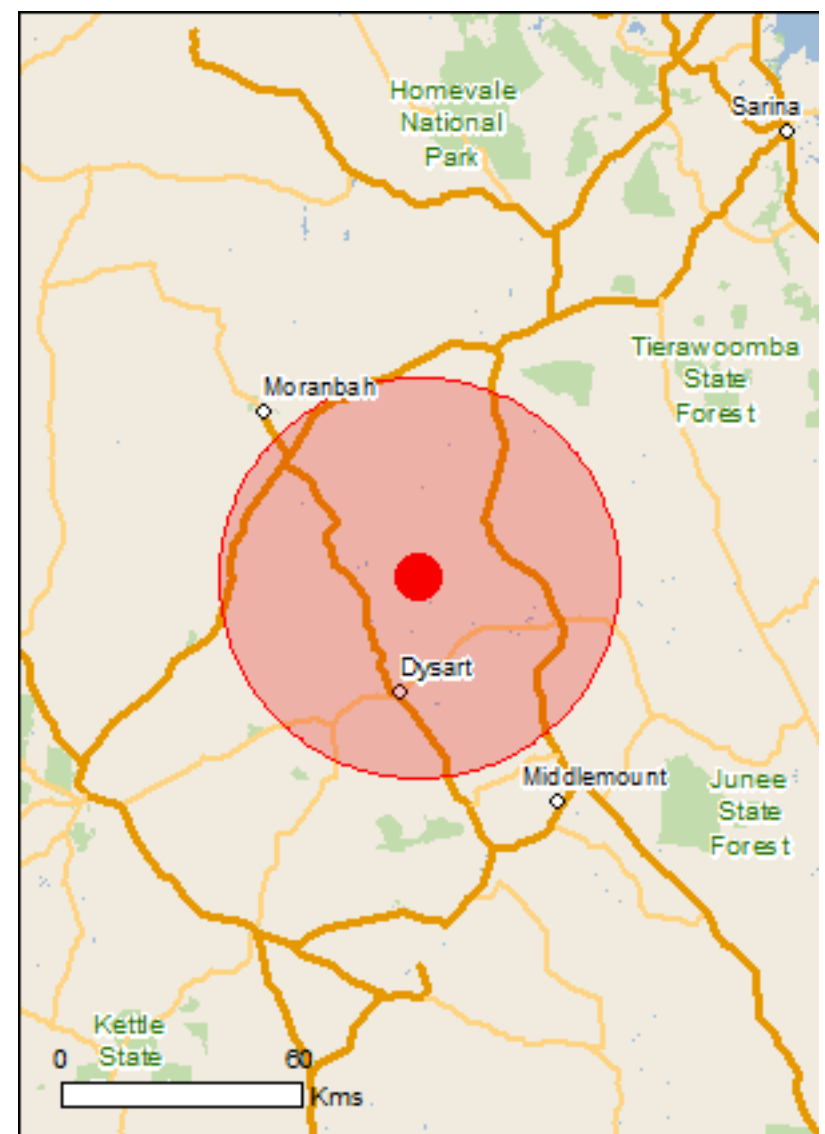 Homevale
National
Park
Sarina
Tierawoomba
State
Forest
Moranbah
Dysart
Middlemount
Junee
State
Forest
Kettle
State
0 60
Kms